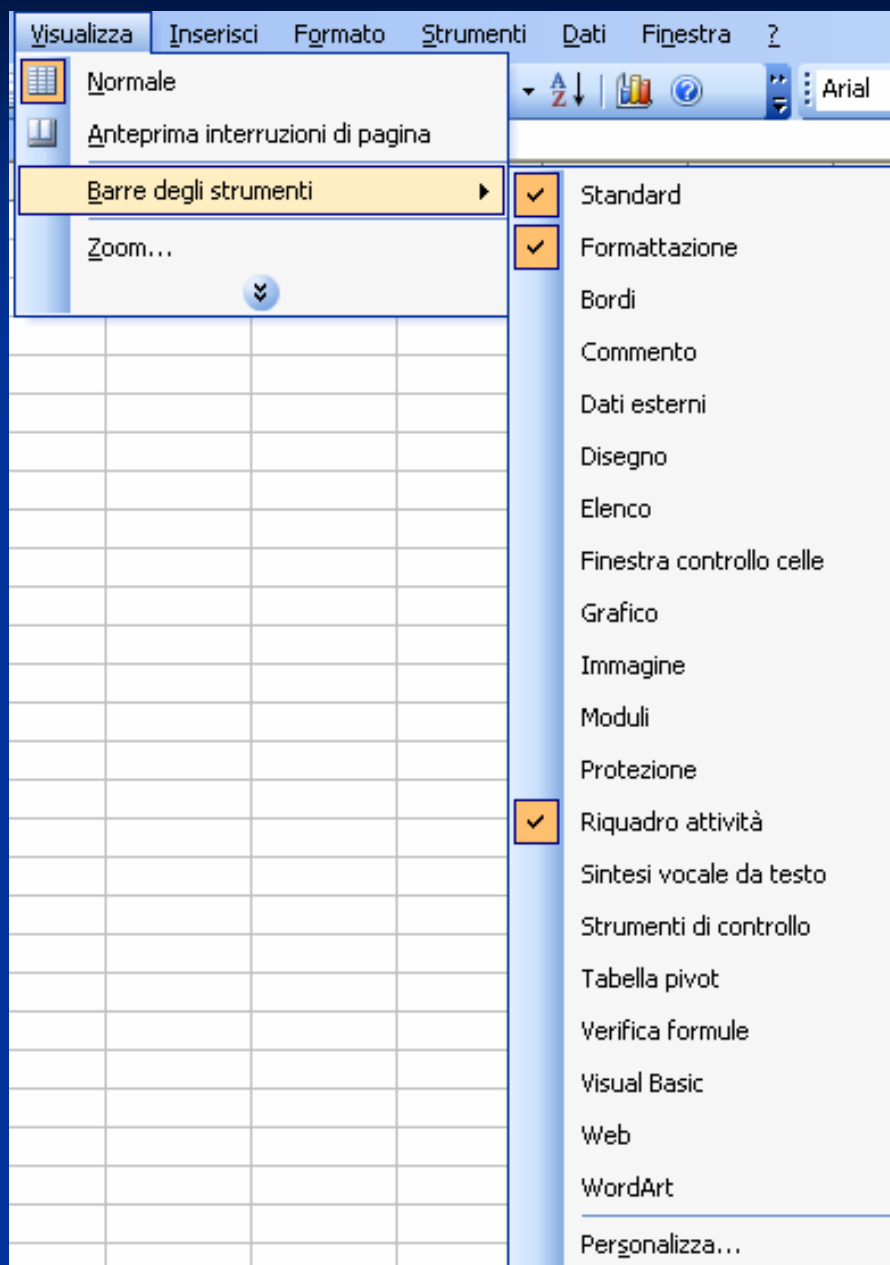 Visualizza Inserisci Formato Strumenti Dati Finestra ?
Normale
A Z Arial
Anteprima interruzioni di pagina
Barre degli strumenti
Zoom...
Standard
Formattazione
Bordi
Commento
Dati esterni
Disegno
Elenco
Finestra controllo celle
Grafico
Immagine
Moduli
Protezione
Riquadro attività
Sintesi vocale da testo
Strumenti di controllo
Tabella pivot
Verifica formule
Visual Basic
Web
WordArt
Personalizza...